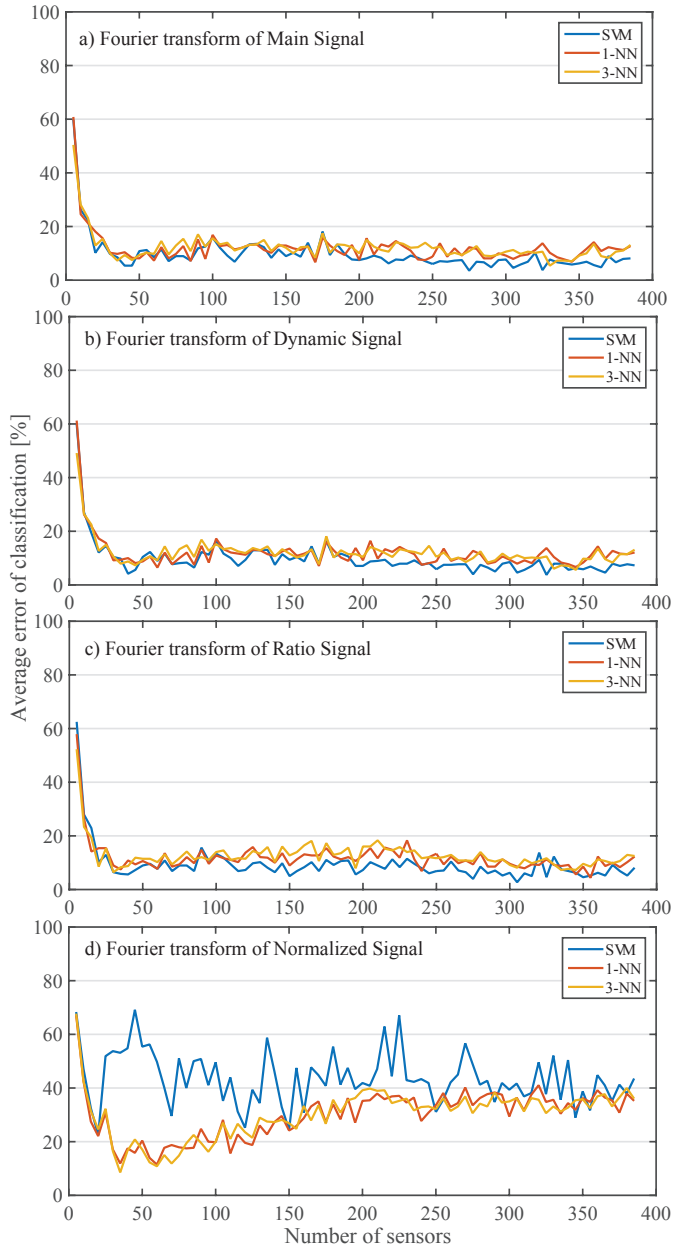 a) Fourier transform of Main Signal
SVM
1-NN
3-NN
100
80
60
40
20
0
0 50 100 150 200 250 300 350 400
b) Fourier transform of Dynamic Signal
SVM
1-NN
3-NN
100
80
60
40
20
0
0 50 100 150 200 250 300 350 400
Average error of classification [%]
c) Fourier transform of Ratio Signal
SVM
1-NN
3-NN
100
80
60
40
20
0
0 50 100 150 200 250 300 350 400
d) Fourier transform of Normalized Signal
SVM
1-NN
3-NN
100
80
60
40
20
0
0 50 100 150 200 250 300 350 400
Number of sensors